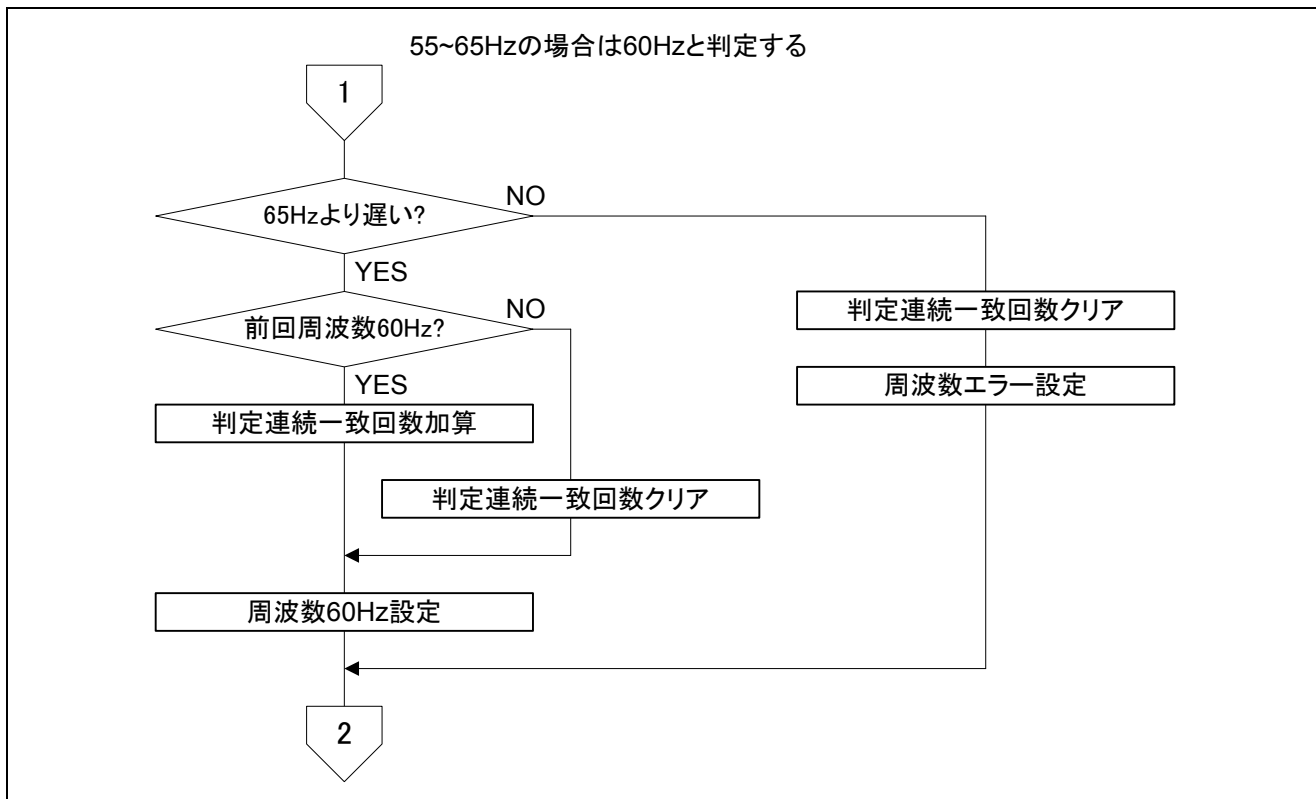 55~65Hzの場合は60Hzと判定する
1
65Hzより遅い?
NO
YES
前回周波数60Hz?
NO
YES
判定連続一致回数加算
判定連続一致回数クリア
周波数60Hz設定
判定連続一致回数クリア
周波数エラー設定
2